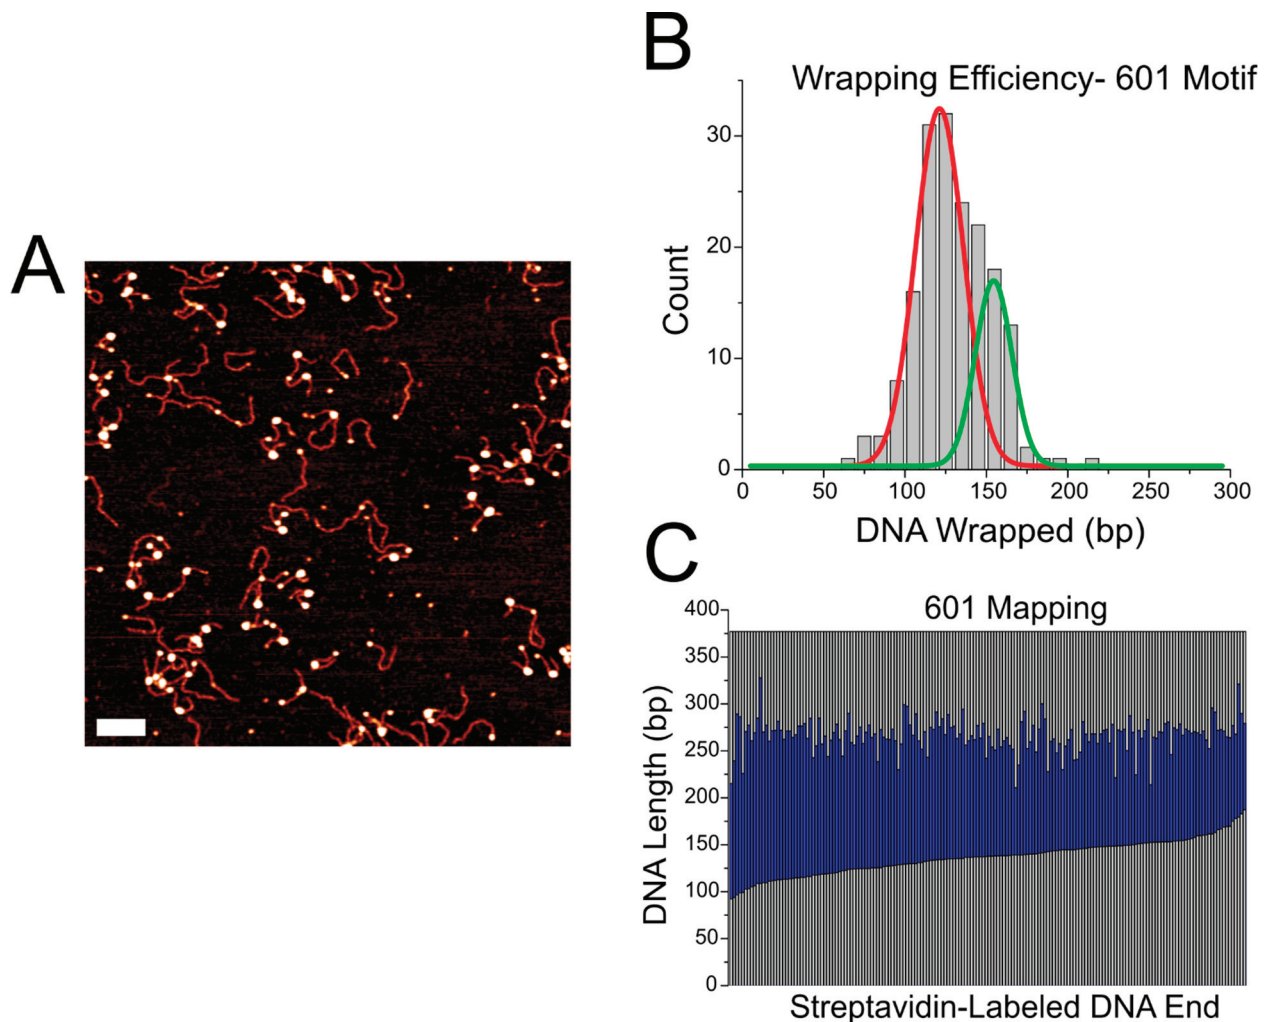 A
B
Wrapping Efficiency- 601 Motif
Count
30
20
10
0
0 50 100 150 200 250 300
DNA Wrapped (bp)
C
601 Mapping
DNA Length (bp)
400
350
300
250
200
150
100
50
0
Streptavidin-Labeled DNA End